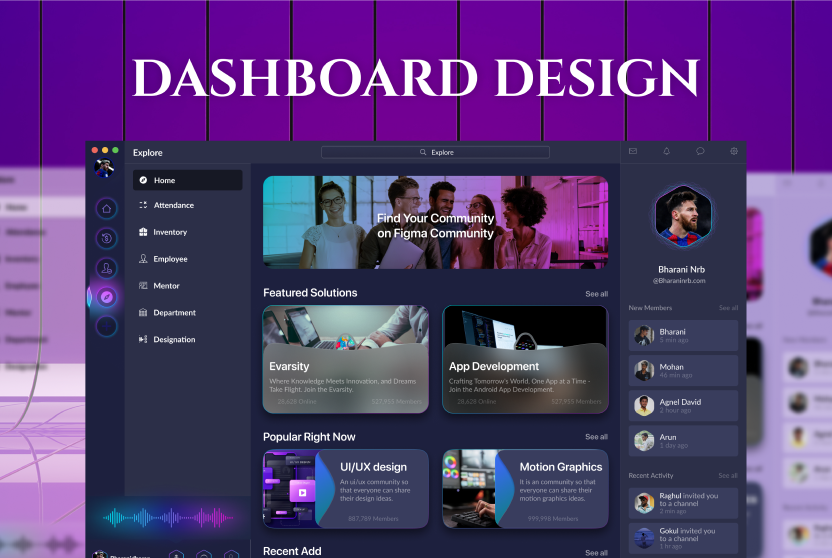 DASHBOARD DESIGN
Explore
Explore
Home
Attendance
Inventory
Employee
Mentor
Department
Designation
Find Your Community
on Figma Community
Featured Solutions
See all
Evarsity
Where Knowledge Meets Innovation, and Dreams
Take Flight. Join the Evarsity.
28,628 Online
527,955 Members
App Development
Crafting Tomorrow's World, One App at a Time -
Join the Android App Development.
28,628 Online
527,955 Members
Popular Right Now
See all
UI/UX design
An ui/ux community so
that everyone can share
their design ideas.
887,789 Members
Motion Graphics
It is an community so
that everyone can share their
motion graphics ideas.
999,998 Members
Recent Add
See all
Bharani Nrb
@Bharaninrb.com
New Members
See all
Bharani
5 min ago
Mohan
46 min ago
Agnel David
2 hour ago
Arun
1 day ago
Recent Activity
See all
Raghul invited you
to a channel
2 min ago
Gokul invited you
to a channel
1 hr ago